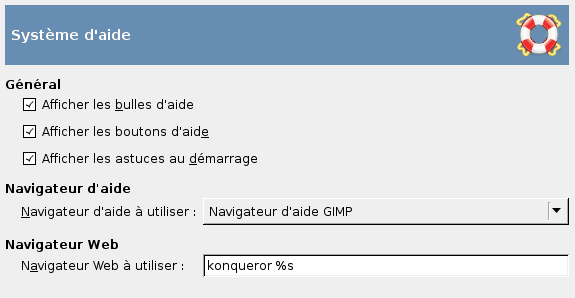 Système d'aide
Général
Afficher les bulles d'aide
Afficher les boutons d'aide
Afficher les astuces au démarrage
Navigateur d'aide
Navigateur d'aide à utiliser : Navigateur d'aide GIMP
Navigateur Web
Navigateur Web à utiliser : konqueror %s